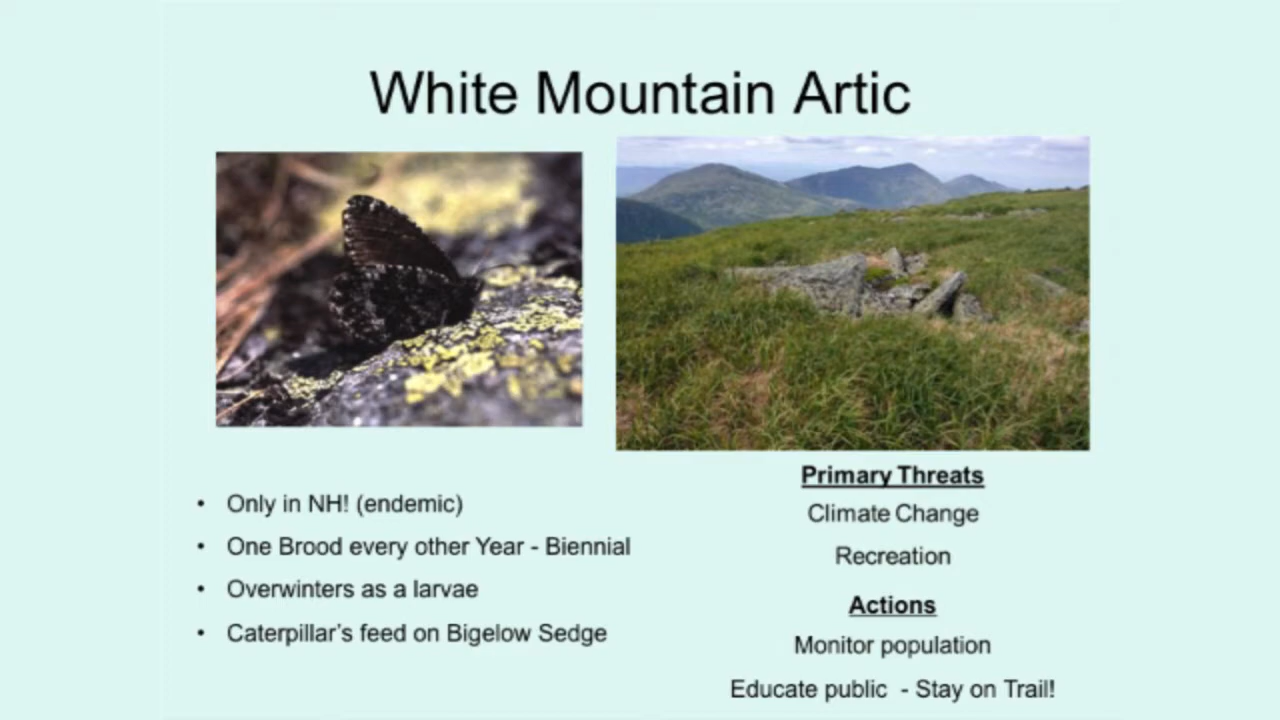 White Mountain Artic
• Only in NH! (endemic)
• One Brood every other Year - Biennial
• Overwinters as a larvae
• Caterpillar's feed on Bigelow Sedge
Primary Threats
Climate Change
Recreation
Actions
Monitor population
Educate public - Stay on Trail!